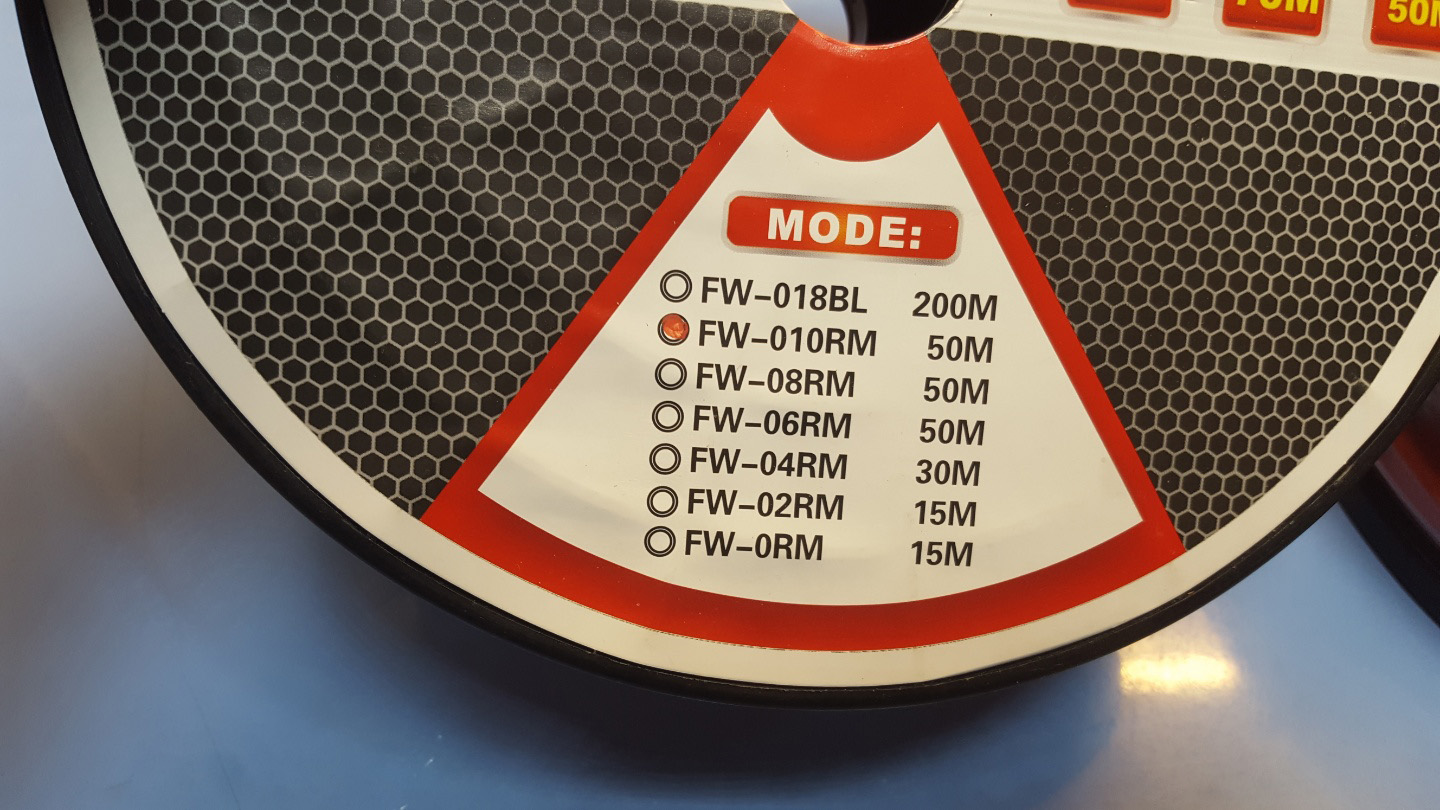 50M
MODE:
FW-018BL 200M
FW-010RM 50M
FW-08RM 50M
FW-06RM 50M
FW-04RM 30M
FW-02RM 15M
FW-0RM 15M